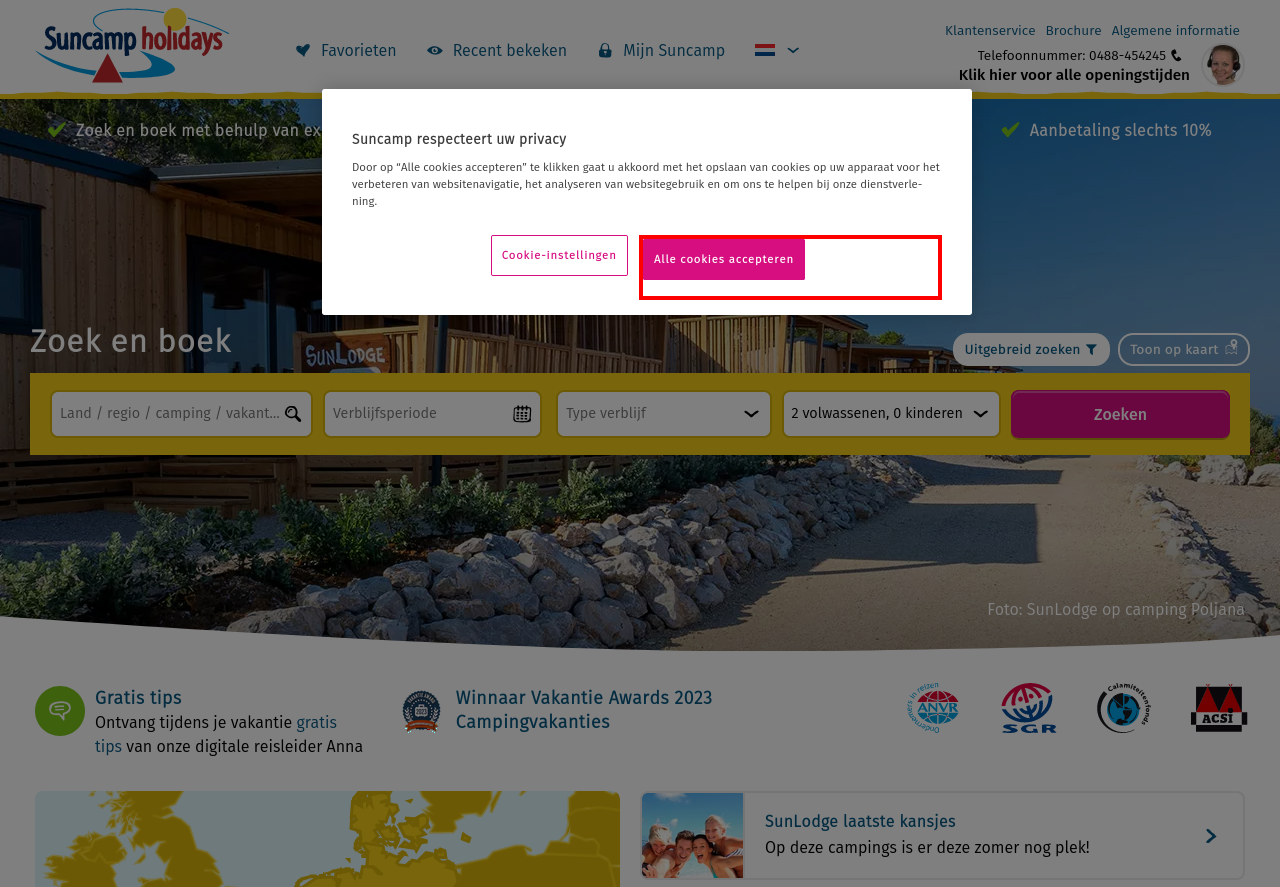 Suncamp holidays
Favorieten
Recent bekeken
Mijn Suncamp
Klantenservice Brochure Algemene informatie
Telefoonnummer: 0488-454245
Klik hier voor alle openingstijden
Zoek en boek met behulp van ex
Aanbetaling slechts 10%
Suncamp respecteert uw privacy
Door op “Alle cookies accepteren” te klikken gaat u akkoord met het opslaan van cookies op uw apparaat voor het
verbeteren van websitenavigatie, het analyseren van websitegebruik en om ons te helpen bij onze dienstverle-
ning.
Cookie-instellingen
Alle cookies accepteren
SunLodge
Zoek en boek
Uitgebreid zoeken
Toon op kaart
Land / regio / camping / vakant...
Verblijfsperiode
Type verblijf
2 volwassenen, 0 kinderen
Zoeken
Foto: SunLodge op camping Poljana
Gratis tips
Ontvang tijdens je vakantie gratis
tips van onze digitale reisleider Anna
2023
Winnaar Vakantie Awards 2023
Campingvakanties
ANVR
SGR
Calamiteitenfonds
ACSI
SunLodge laatste kansjes
Op deze campings is er deze zomer nog plek!